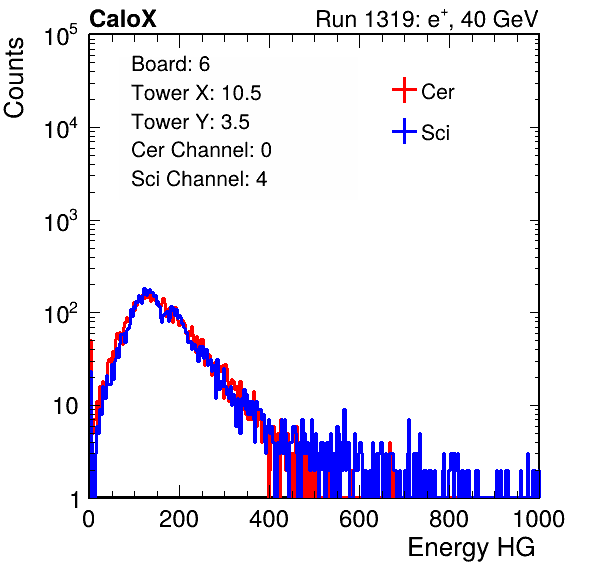 CaloX Run 1319: e⁺, 40 GeV
Board: 6
Tower X: 10.5
Tower Y: 3.5
Cer Channel: 0
Sci Channel: 4
Cer
Sci
Counts
10⁵
10⁴
10³
10²
10
1
0 200 400 600 800 1000
Energy HG